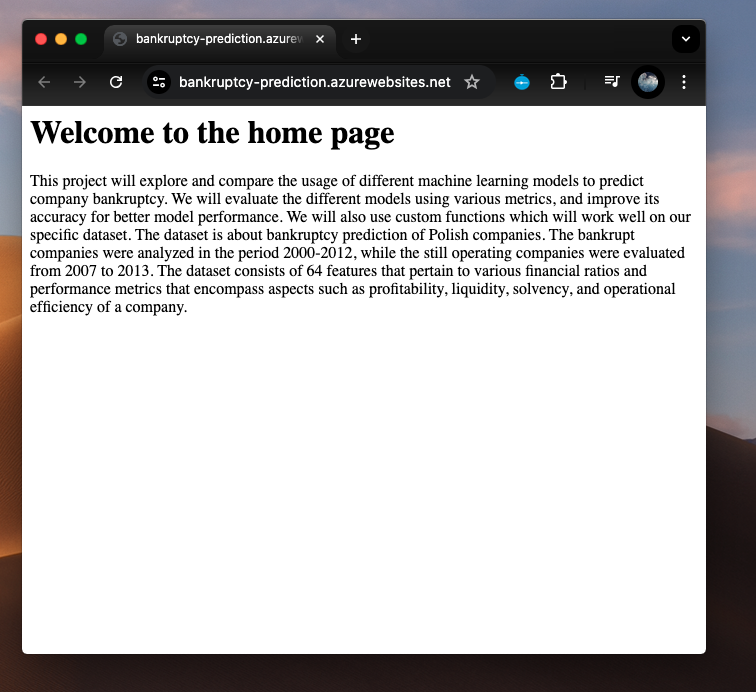 bankruptcy-prediction.azurew
bankruptcy-prediction.azurewebsites.net
Welcome to the home page
This project will explore and compare the usage of different machine learning models to predict
company bankruptcy. We will evaluate the different models using various metrics, and improve its
accuracy for better model performance. We will also use custom functions which will work well on our
specific dataset. The dataset is about bankruptcy prediction of Polish companies. The bankrupt
companies were analyzed in the period 2000-2012, while the still operating companies were evaluated
from 2007 to 2013. The dataset consists of 64 features that pertain to various financial ratios and
performance metrics that encompass aspects such as profitability, liquidity, solvency, and operational
efficiency of a company.